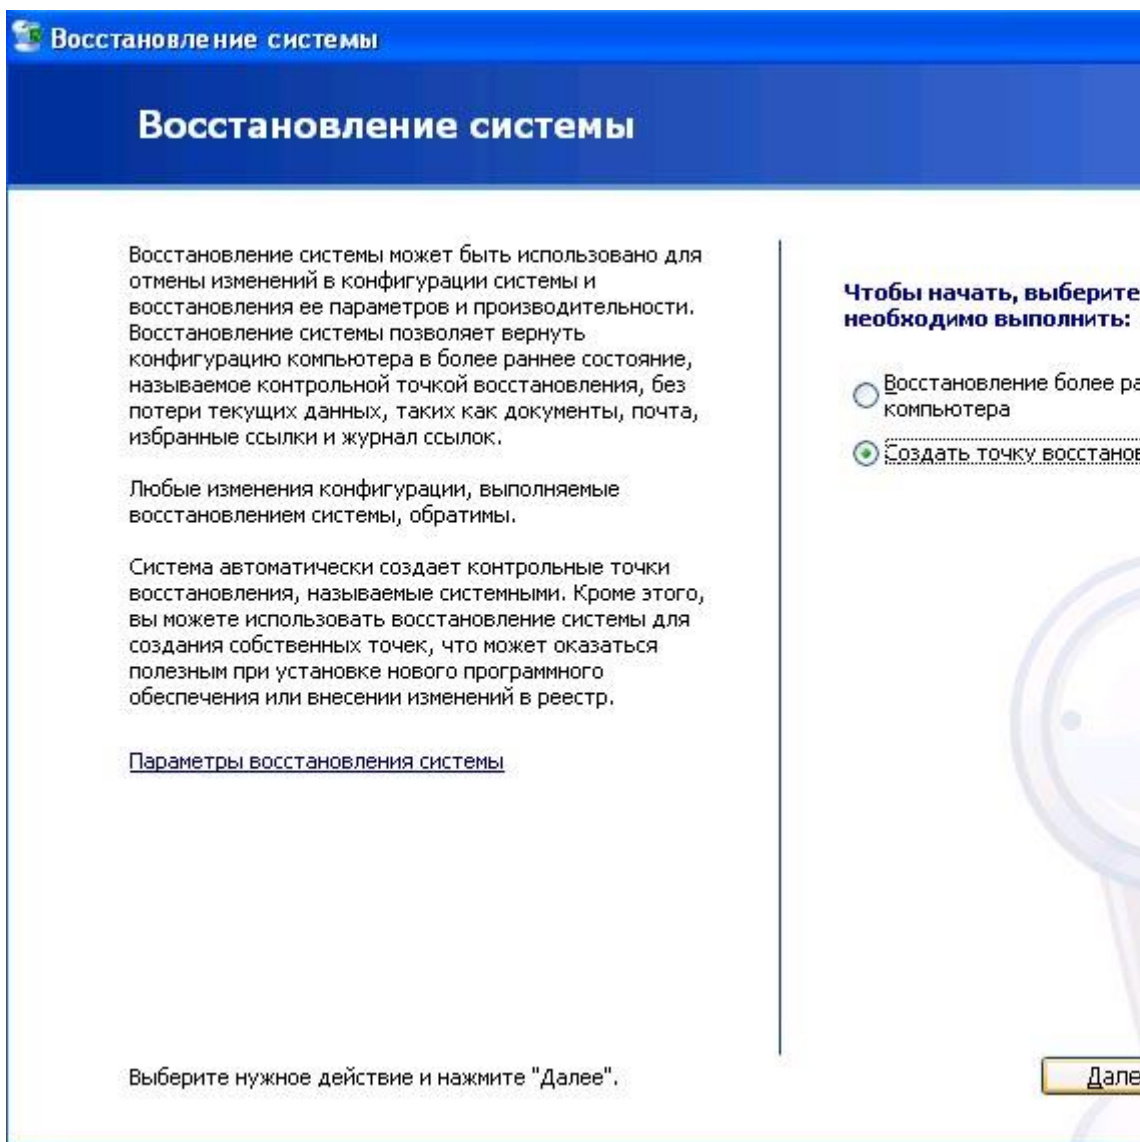 Восстановление системы
Восстановление системы
Восстановление системы может быть использовано для
отмены изменений в конфигурации системы и
восстановления ее параметров и производительности.
Восстановление системы позволяет вернуть
конфигурацию компьютера в более раннее состояние,
называемое контрольной точкой восстановления, без
потери текущих данных, таких как документы, почта,
избранные ссылки и журнал ссылок.
Любые изменения конфигурации, выполняемые
восстановлением системы, обратимы.
Система автоматически создает контрольные точки
восстановления, называемые системными. Кроме этого,
вы можете использовать восстановление системы для
создания собственных точек, что может оказаться
полезным при установке нового программного
обеспечения или внесении изменений в реестр.
Параметры восстановления системы
Выберите нужное действие и нажмите "Далее".
Чтобы начать, выберите
необходимо выполнить:
Восстановление более ра
компьютера
Создать точку восстанов
Дале